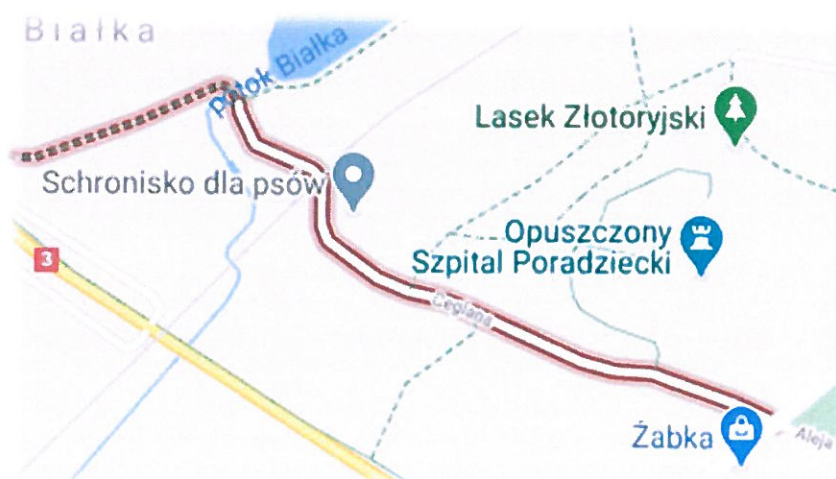 Białka
potok Białka
Lasek Złotoryjski
Schronisko dla psów
Opuszczony
Szpital Poradziecki
3
Ceglana
Żabka
Aleja